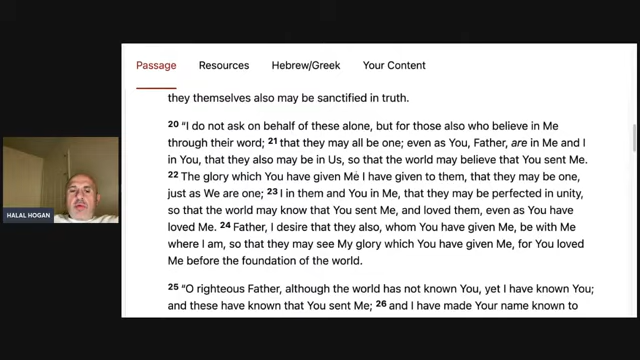 Passage Resources Hebrew/Greek Your Content
they themselves also may be sanctified in truth.
20 “I do not ask on behalf of these alone, but for those also who believe in Me
through their word; 21 that they may all be one; even as You, Father, are in Me and I
in You, that they also may be in Us, so that the world may believe that You sent Me.
22 The glory which You have given Me I have given to them, that they may be one,
just as We are one; 23 I in them and You in Me, that they may be perfected in unity,
so that the world may know that You sent Me, and loved them, even as You have
loved Me. 24 Father, I desire that they also, whom You have given Me, be with Me
where I am, so that they may see My glory which You have given Me, for You loved
Me before the foundation of the world.
25 “O righteous Father, although the world has not known You, yet I have known You;
and these have known that You sent Me; 26 and I have made Your name known to
HALAL HOGAN